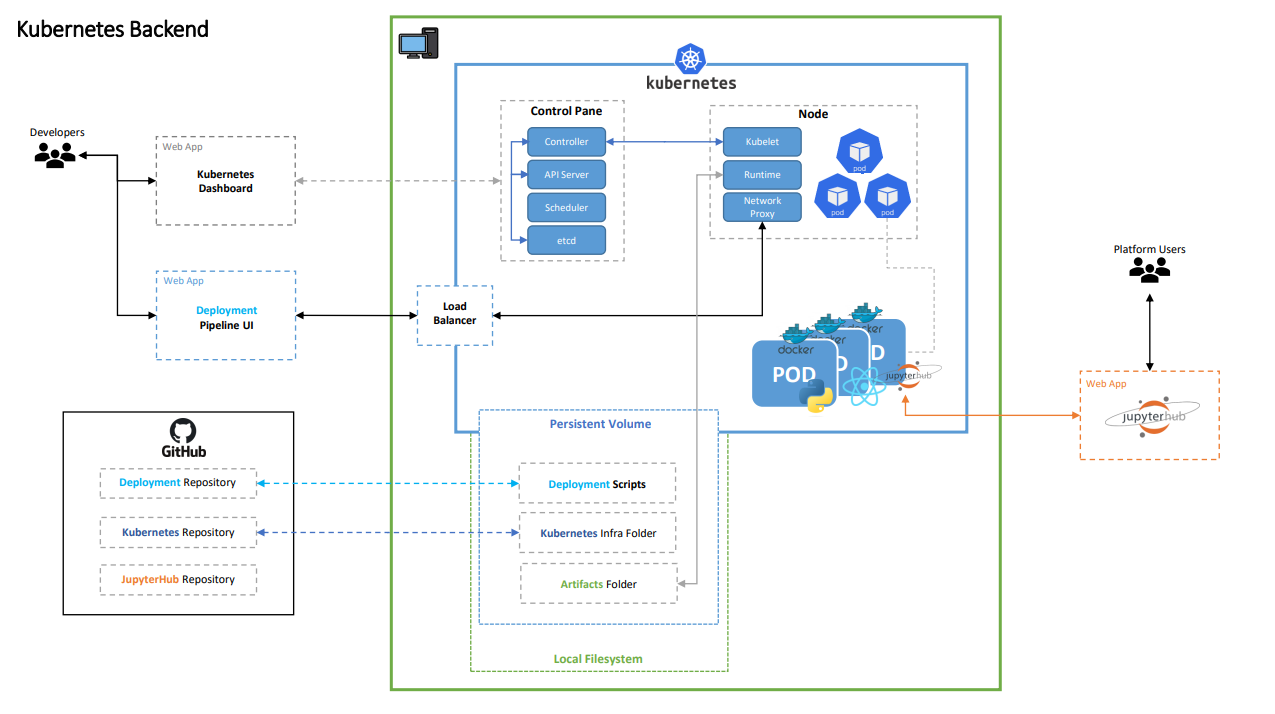 Kubernetes Backend
kubernetes
Control Pane
Node
Developers
Web App
Kubernetes
Dashboard
Controller
API Server
Scheduler
etcd
Kubelet
Runtime
Network
Proxy
pod
pod
pod
Web App
Deployment
Pipeline UI
Load
Balancer
Platform Users
docker
docker
docker
POD
D
D
jupyterhub
Web App
jupyterhub
GitHub
Deployment Repository
Kubernetes Repository
JupyterHub Repository
Persistent Volume
Deployment Scripts
Kubernetes Infra Folder
Artifacts Folder
Local Filesystem